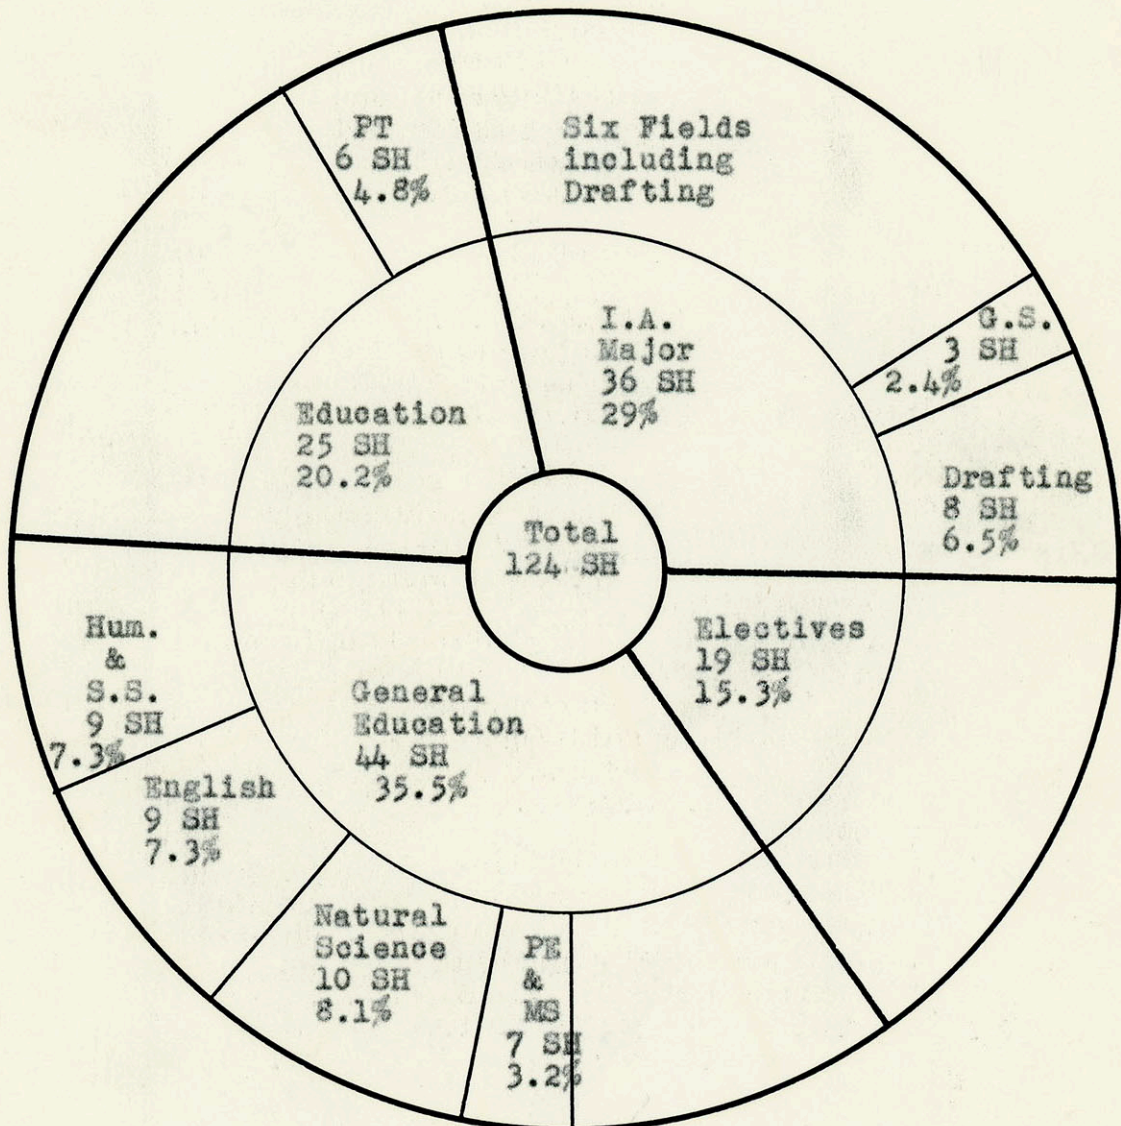 PT
6 SH
4.8%
Six Fields
including
Drafting
I.A.
Major
36 SH
29%
G.S.
3 SH
2.4%
Education
25 SH
20.2%
Drafting
8 SH
6.5%
Total
124 SH
Hum.
&
S.S.
9 SH
7.3%
Electives
19 SH
15.3%
General
Education
44 SH
35.5%
English
9 SH
7.3%
Natural
Science
10 SH
8.1%
PE
&
MS
7 SH
3.2%